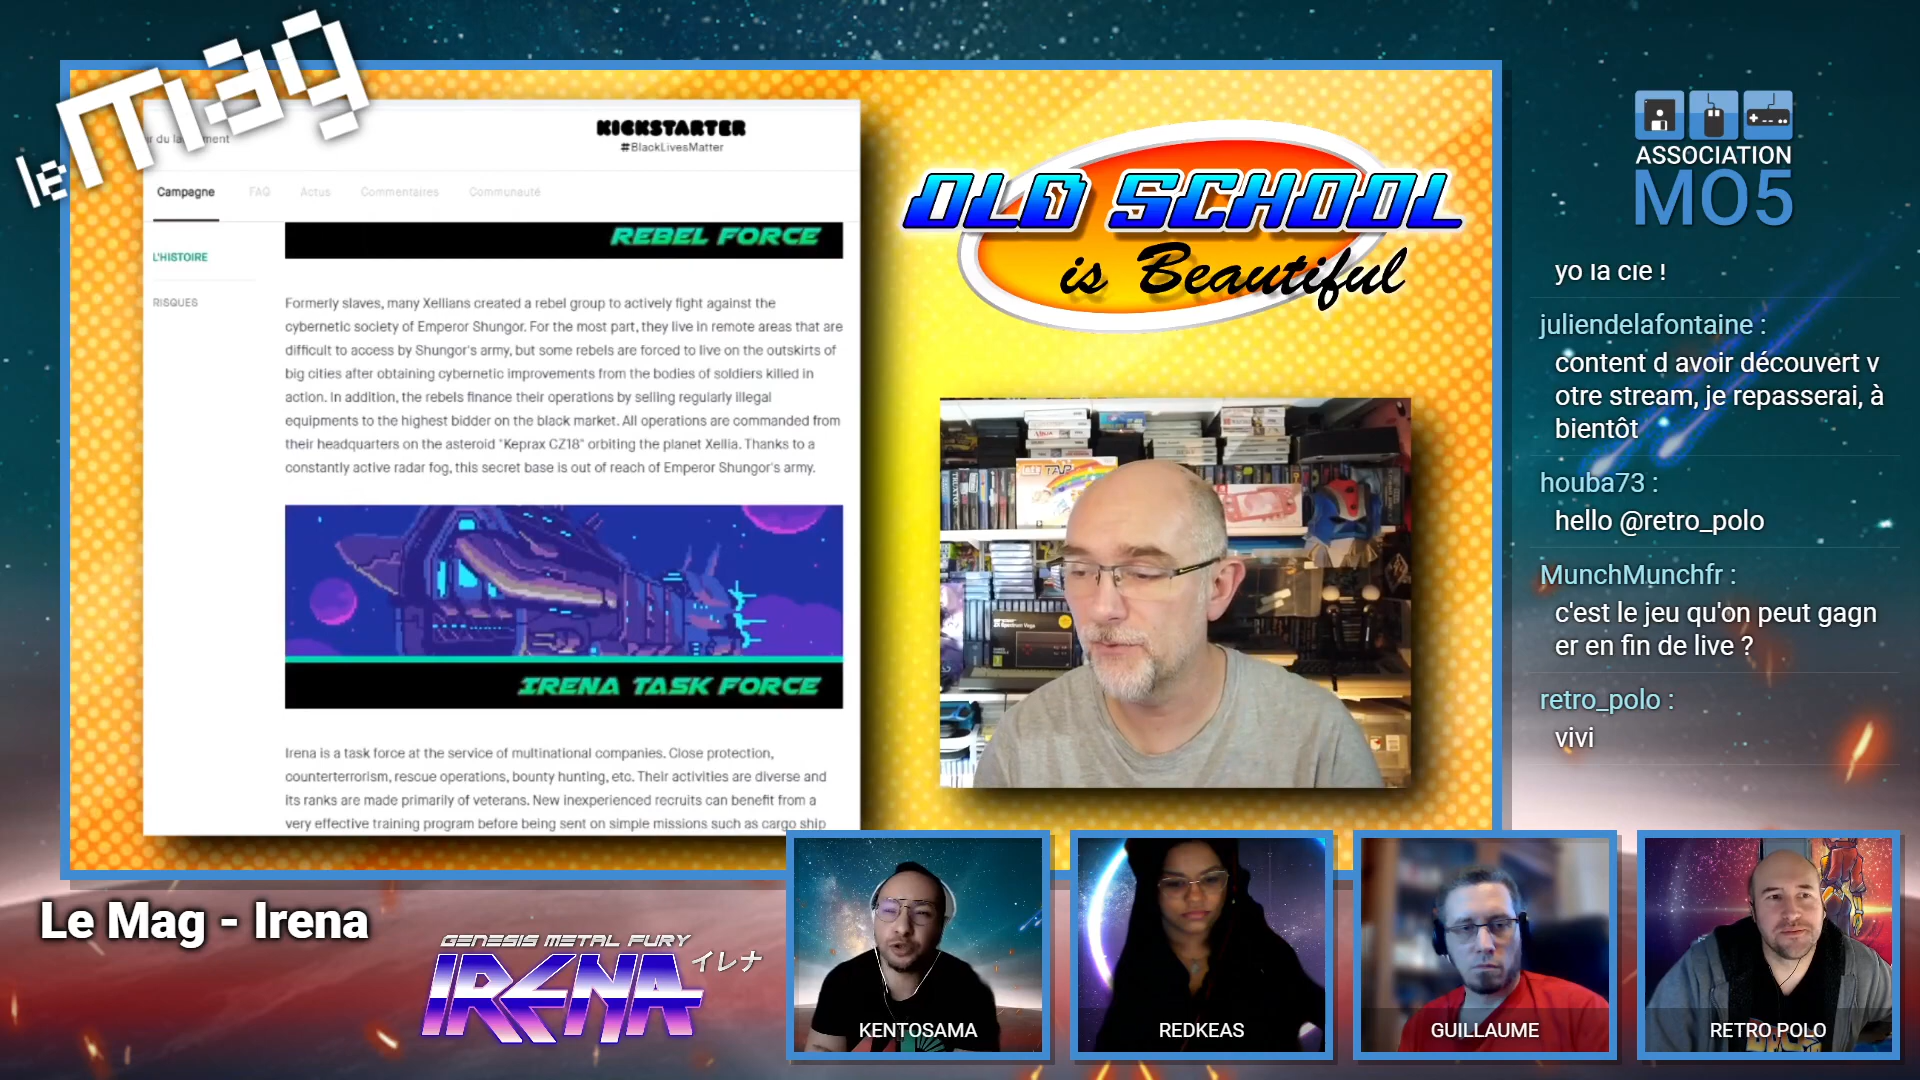 le mag
KICKSTARTER
#BlackLivesMatter
Campagne FAQ Actus Commentaires Communauté
L'HISTOIRE
RISQUES
REBEL FORCE
Formerly slaves, many Xellians created a rebel group to actively fight against the
cybernetic society of Emperor Shungor. For the most part, they live in remote areas that are
difficult to access by Shungor's army, but some rebels are forced to live on the outskirts of
big cities after obtaining cybernetic improvements from the bodies of soldiers killed in
action. In addition, the rebels finance their operations by selling regularly illegal
equipments to the highest bidder on the black market. All operations are commanded from
their headquarters on the asteroid "Keprax CZ18" orbiting the planet Xellia. Thanks to a
constantly active radar fog, this secret base is out of reach of Emperor Shungor's army.
IRENA TASK FORCE
Irena is a task force at the service of multinational companies. Close protection,
counterterrorism, rescue operations, bounty hunting, etc. Their activities are diverse and
its ranks are made primarily of veterans. New inexperienced recruits can benefit from a
very effective training program before being sent on simple missions such as cargo ship
OLD SCHOOL
is Beautiful
TAP
ZX Spectrum Vega
ASSOCIATION
MO5
yo la cie !
juliendelafontaine :
content d avoir découvert v
otre stream, je repasserai, à
bientôt
houba73 :
hello @retro_polo
MunchMunchfr :
c'est le jeu qu'on peut gagn
er en fin de live ?
retro_polo :
vivi
Le Mag - Irena
GENESIS METAL FURY
IRENA イレナ
KENTOSAMA
REDKEAS
GUILLAUME
RETRO POLO